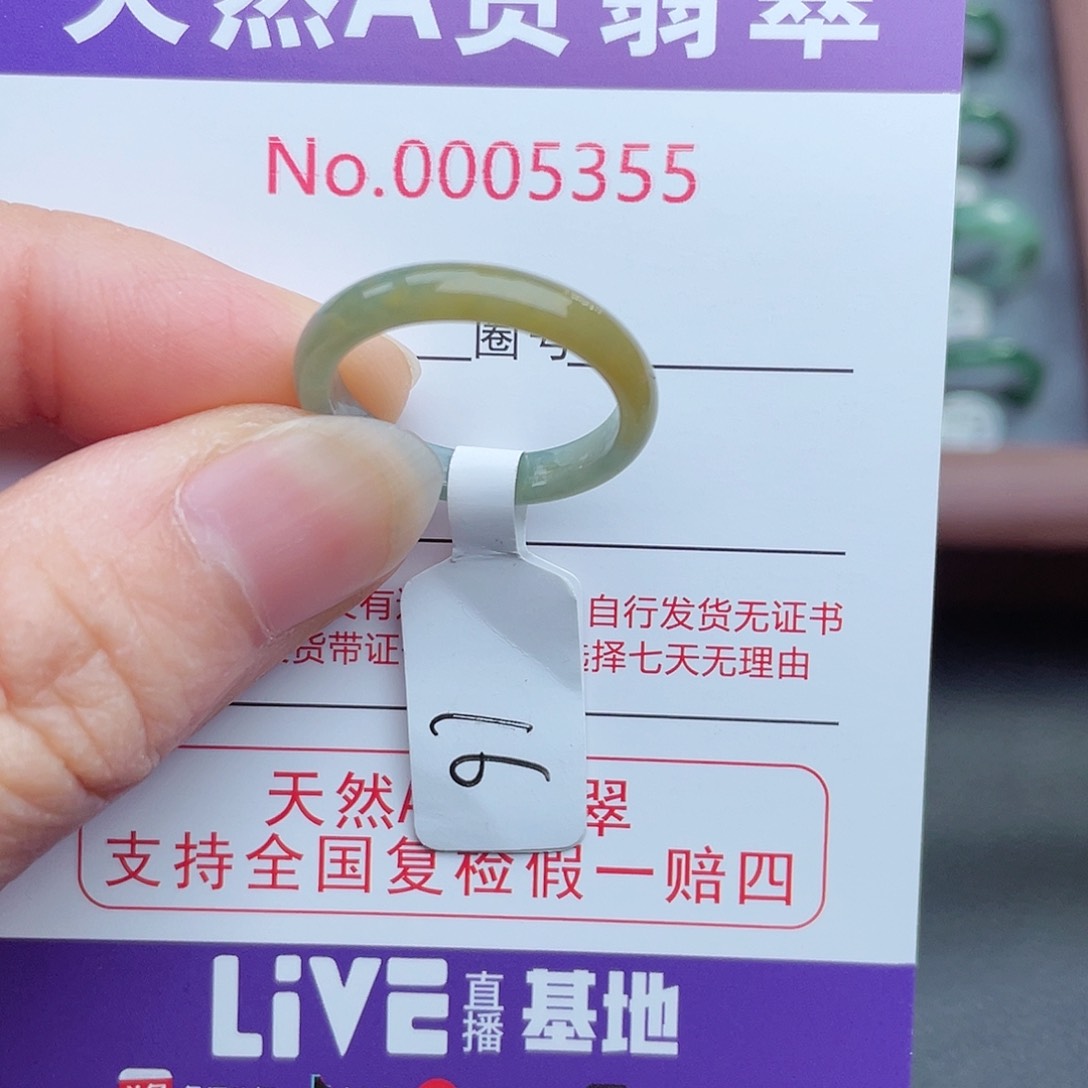 天然A货翡翠
No.0005355
圈号
自行发货无证书
货带证 择七天无理由
16
天然A 翠
支持全国复检假一赔四
LiVE直播基地